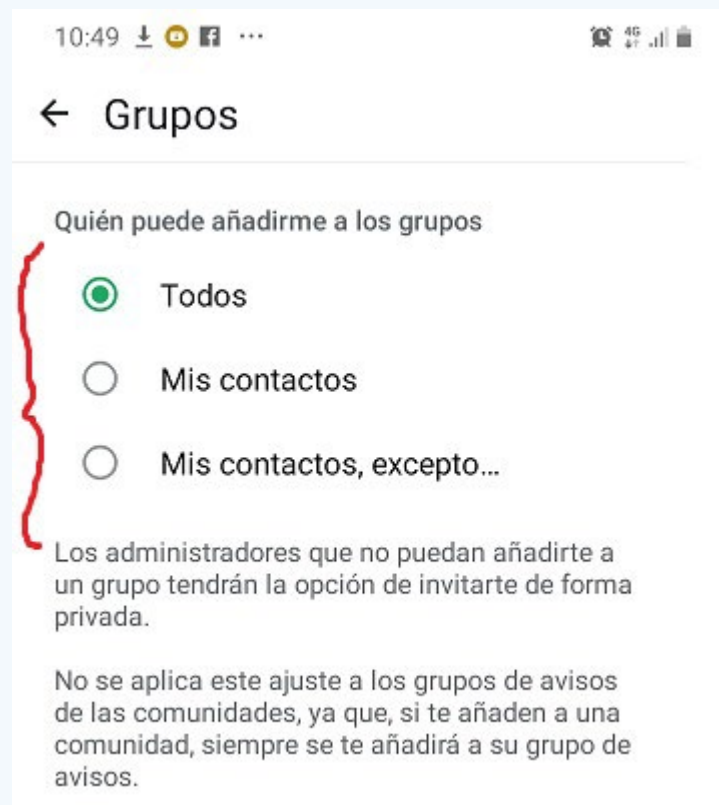 10:49
4G
Grupos
Quién puede añadirme a los grupos
Todos
Mis contactos
Mis contactos, excepto...
Los administradores que no puedan añadirte a
un grupo tendrán la opción de invitarte de forma
privada.
No se aplica este ajuste a los grupos de avisos
de las comunidades, ya que, si te añaden a una
comunidad, siempre se te añadirá a su grupo de
avisos.